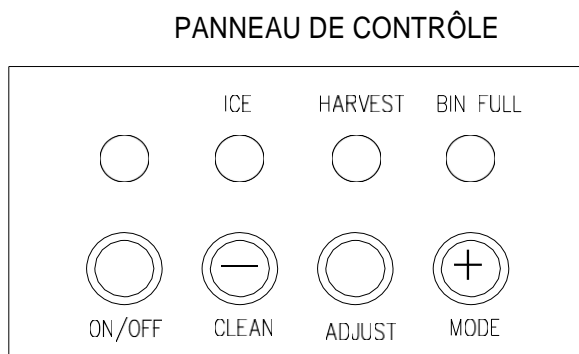 PANNEAU DE CONTRÔLE
ICE HARVEST BIN FULL
− +
ON/OFF CLEAN ADJUST MODE